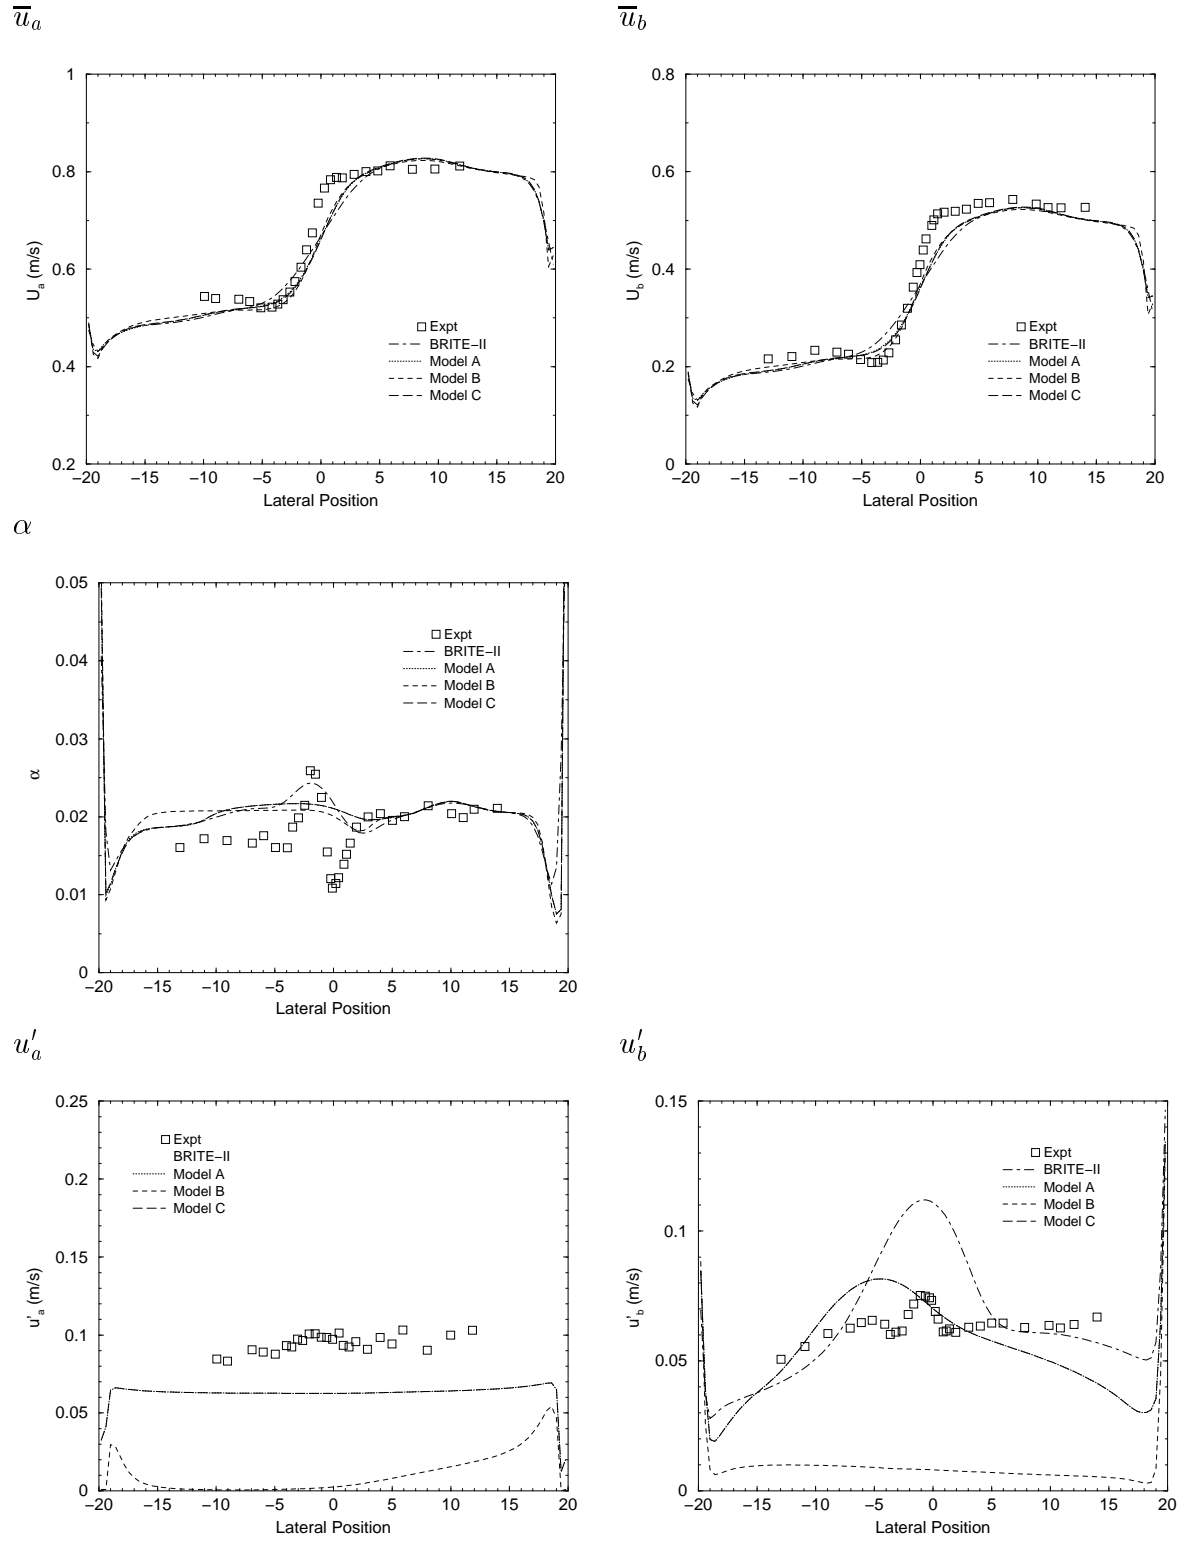 u̅_a u̅_b
1
0.8
0.6
0.4
0.2
−20 −15 −10 −5 0 5 10 15 20
Lateral Position
U_a (m/s)
Expt
BRITE−II
Model A
Model B
Model C
0.8
0.6
0.4
0.2
0
−20 −15 −10 −5 0 5 10 15 20
Lateral Position
U_b (m/s)
Expt
BRITE−II
Model A
Model B
Model C
α
0.05
0.04
0.03
0.02
0.01
0
−20 −15 −10 −5 0 5 10 15 20
Lateral Position
α
Expt
BRITE−II
Model A
Model B
Model C
u′_a u′_b
0.25
0.2
0.15
0.1
0.05
0
−20 −15 −10 −5 0 5 10 15 20
Lateral Position
u'_a (m/s)
Expt
BRITE−II
Model A
Model B
Model C
0.15
0.1
0.05
0
−20 −15 −10 −5 0 5 10 15 20
Lateral Position
u'_b (m/s)
Expt
BRITE−II
Model A
Model B
Model C